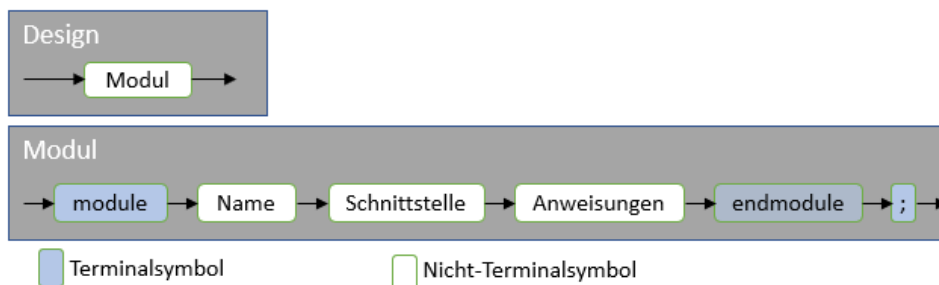 Design
Modul
Modul
module Name Schnittstelle Anweisungen endmodule ;
Terminalsymbol Nicht-Terminalsymbol